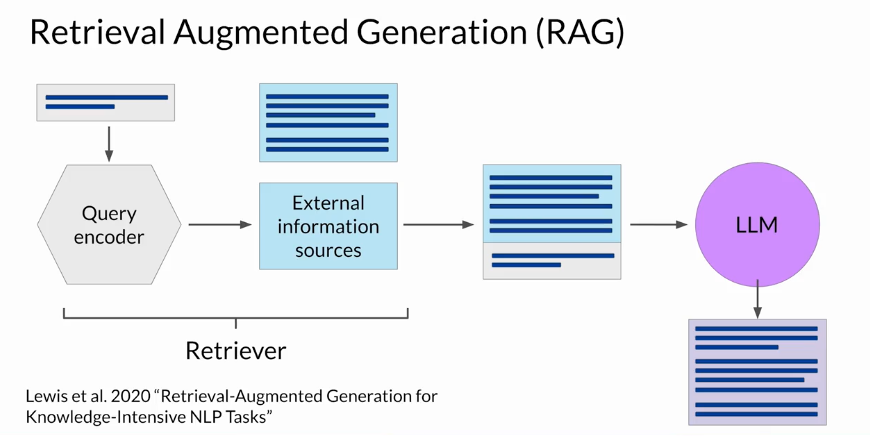 Retrieval Augmented Generation (RAG)
Query
encoder
External
information
sources
LLM
Retriever
Lewis et al. 2020 “Retrieval-Augmented Generation for
Knowledge-Intensive NLP Tasks”